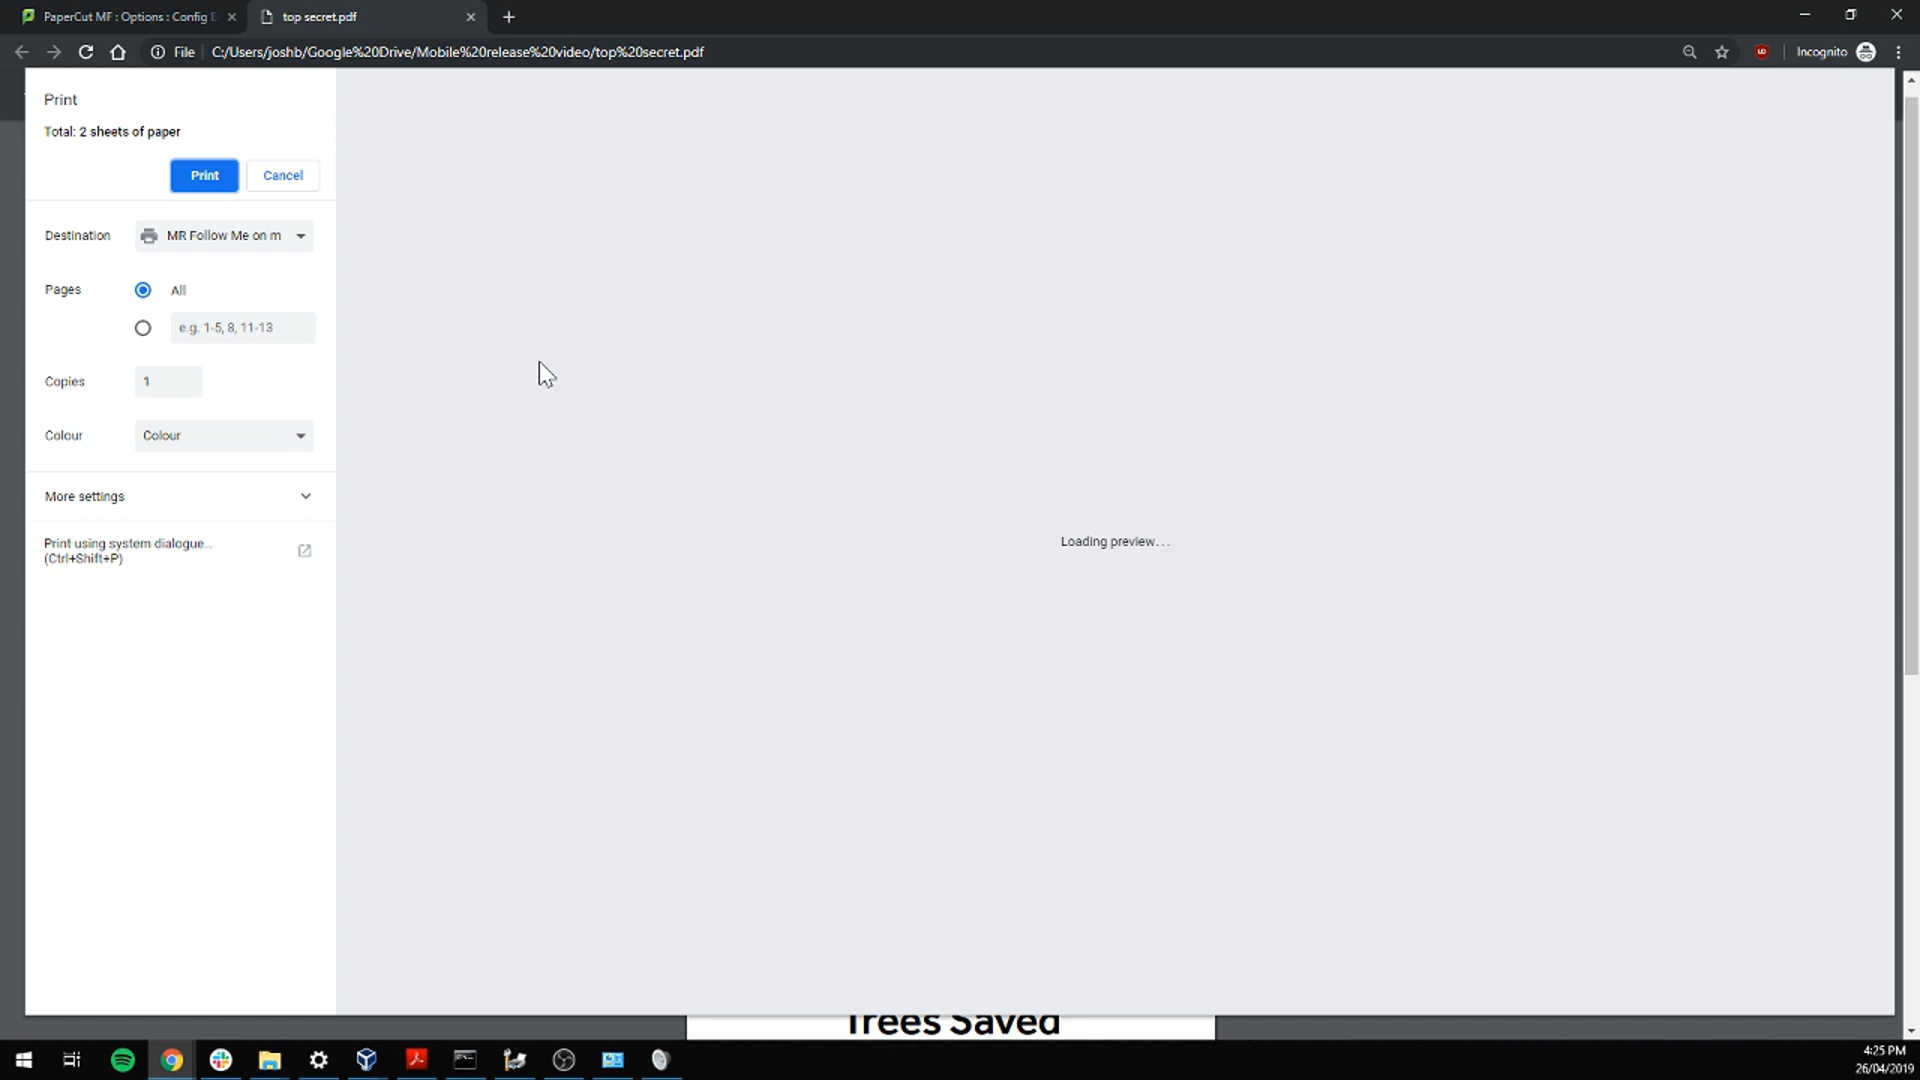 PaperCut MF : Options : Config E
top secret.pdf
File
C:/Users/joshb/Google%20Drive/Mobile%20release%20video/top%20secret.pdf
Incognito
Print
Total: 2 sheets of paper
Print
Cancel
Destination
MR Follow Me on m
Pages
All
e.g. 1-5, 8, 11-13
Copies
1
Colour
Colour
More settings
Print using system dialogue...
(Ctrl+Shift+P)
Loading preview...
Trees Saved
4:25 PM
26/04/2019